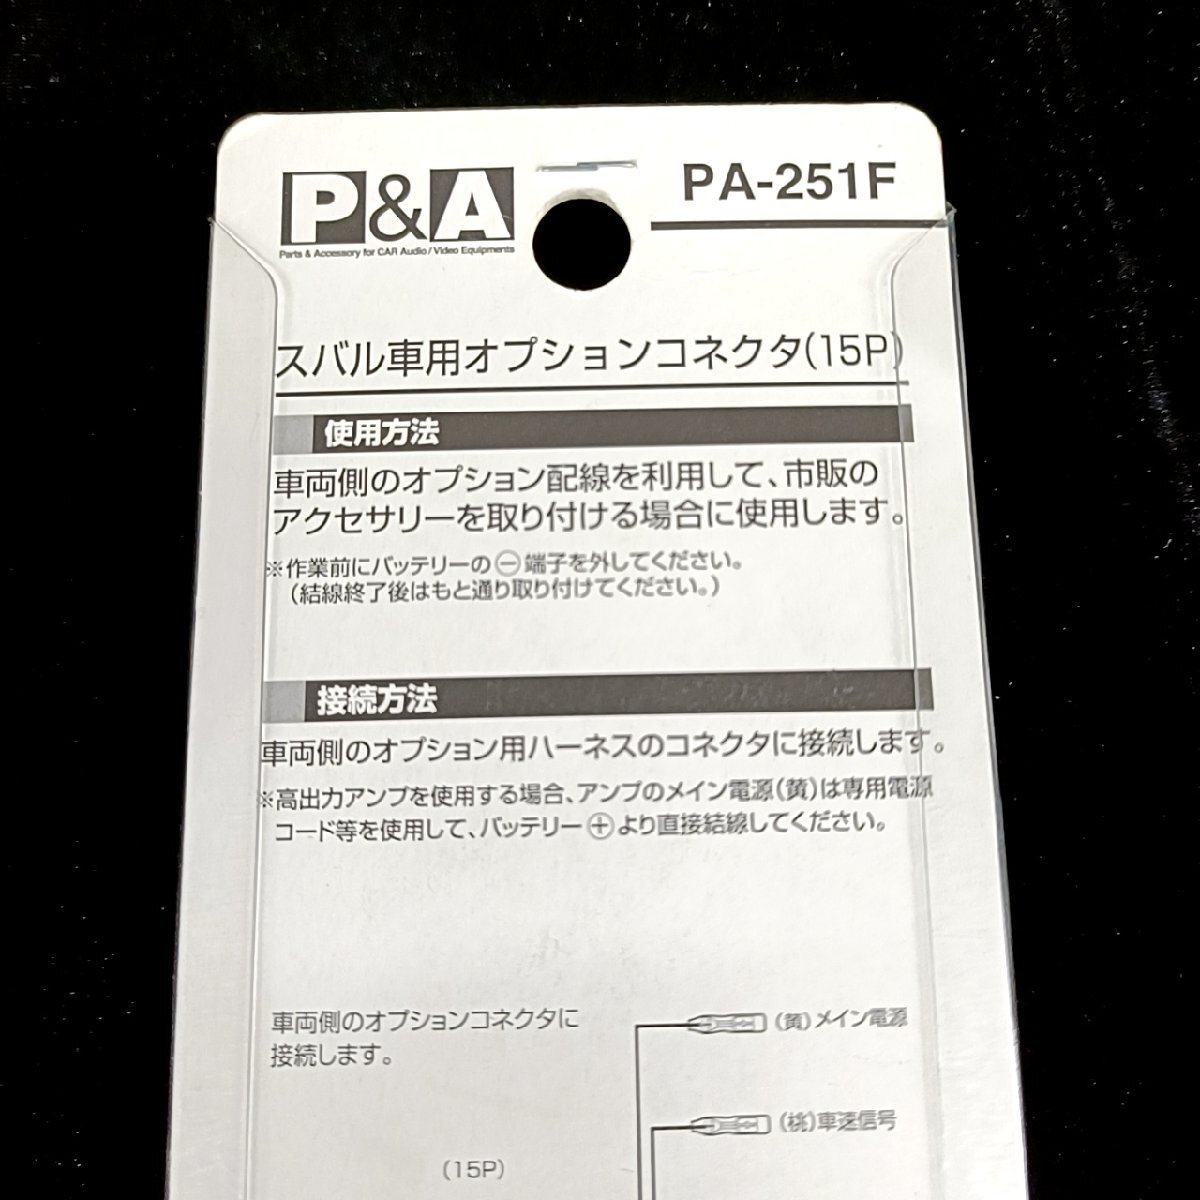 P&A
Parts & Accessory for CAR Audio/Video Equipments
PA-251F
スバル車用オプションコネクタ(15P)
使用方法
車両側のオプション配線を利用して、市販の
アクセサリーを取り付ける場合に使用します。
※作業前にバッテリーの⊖端子を外してください。
(結線終了後はもと通り取り付けてください。)
接続方法
車両側のオプション用ハーネスのコネクタに接続します。
※高出力アンプを使用する場合、アンプのメイン電源(黄)は専用電源
コード等を使用して、バッテリー⊕より直接結線してください。
車両側のオプションコネクタに
接続します。
(黄)メイン電源
(桃)車速信号
(15P)